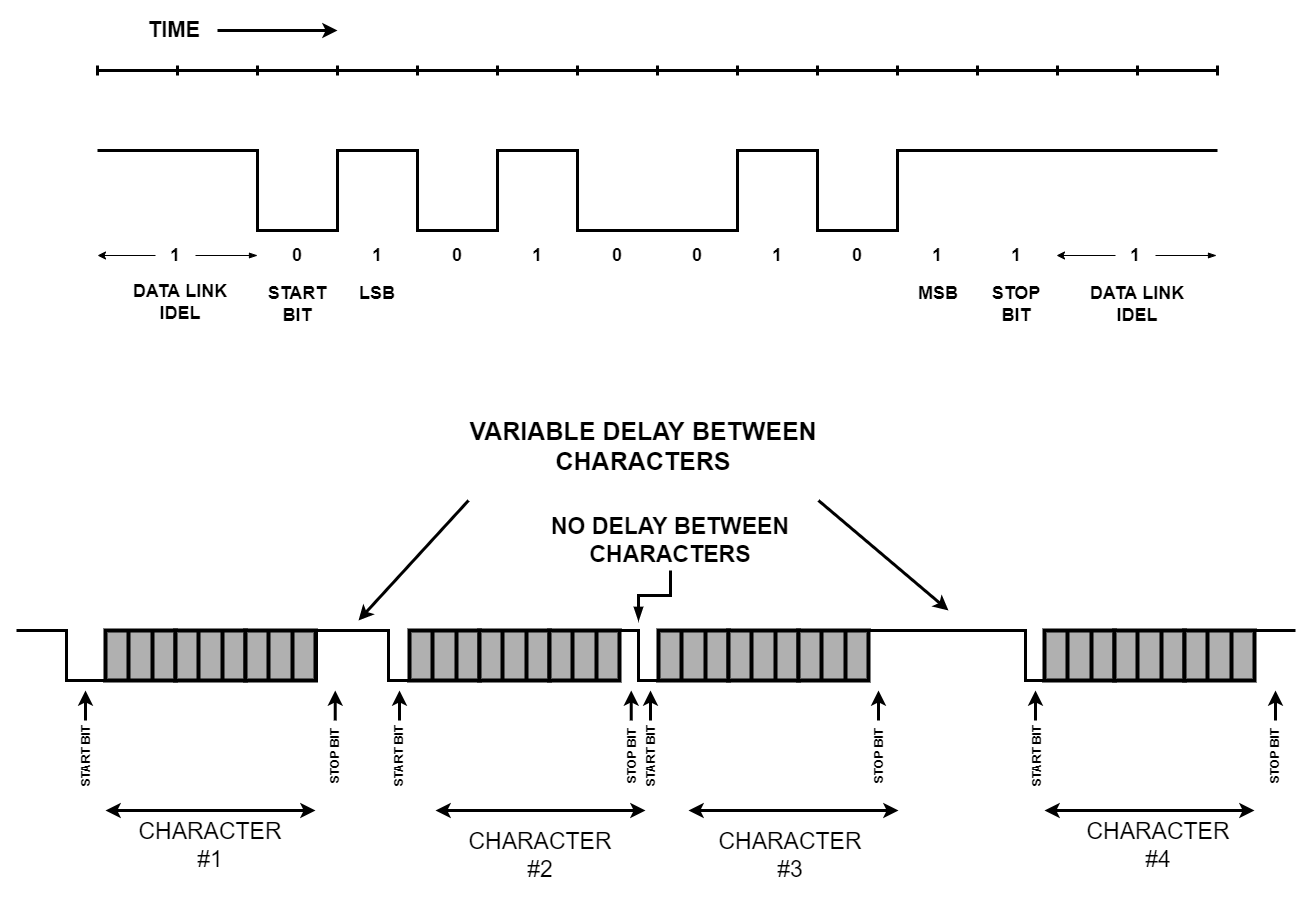 TIME
1 0 1 0 1 0 0 1 0 1 1 1
DATA LINK START LSB MSB STOP DATA LINK
IDEL BIT BIT IDEL
VARIABLE DELAY BETWEEN
CHARACTERS
NO DELAY BETWEEN
CHARACTERS
START BIT
STOP BIT
START BIT
STOP BIT
START BIT
STOP BIT
START BIT
STOP BIT
CHARACTER
#1
CHARACTER
#2
CHARACTER
#3
CHARACTER
#4